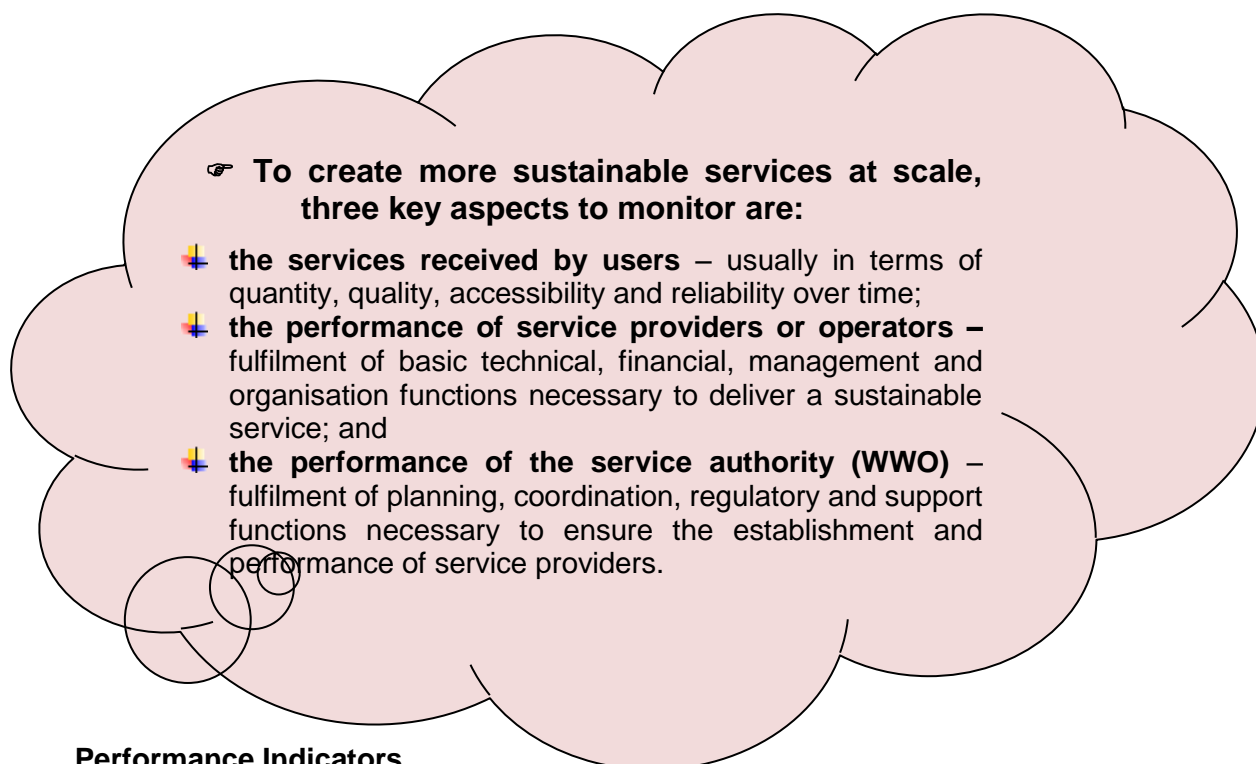 ☞ To create more sustainable services at scale,
three key aspects to monitor are:
the services received by users – usually in terms of
quantity, quality, accessibility and reliability over time;
the performance of service providers or operators –
fulfilment of basic technical, financial, management and
organisation functions necessary to deliver a sustainable
service; and
the performance of the service authority (WWO) –
fulfilment of planning, coordination, regulatory and support
functions necessary to ensure the establishment and
performance of service providers.
Performance Indicators